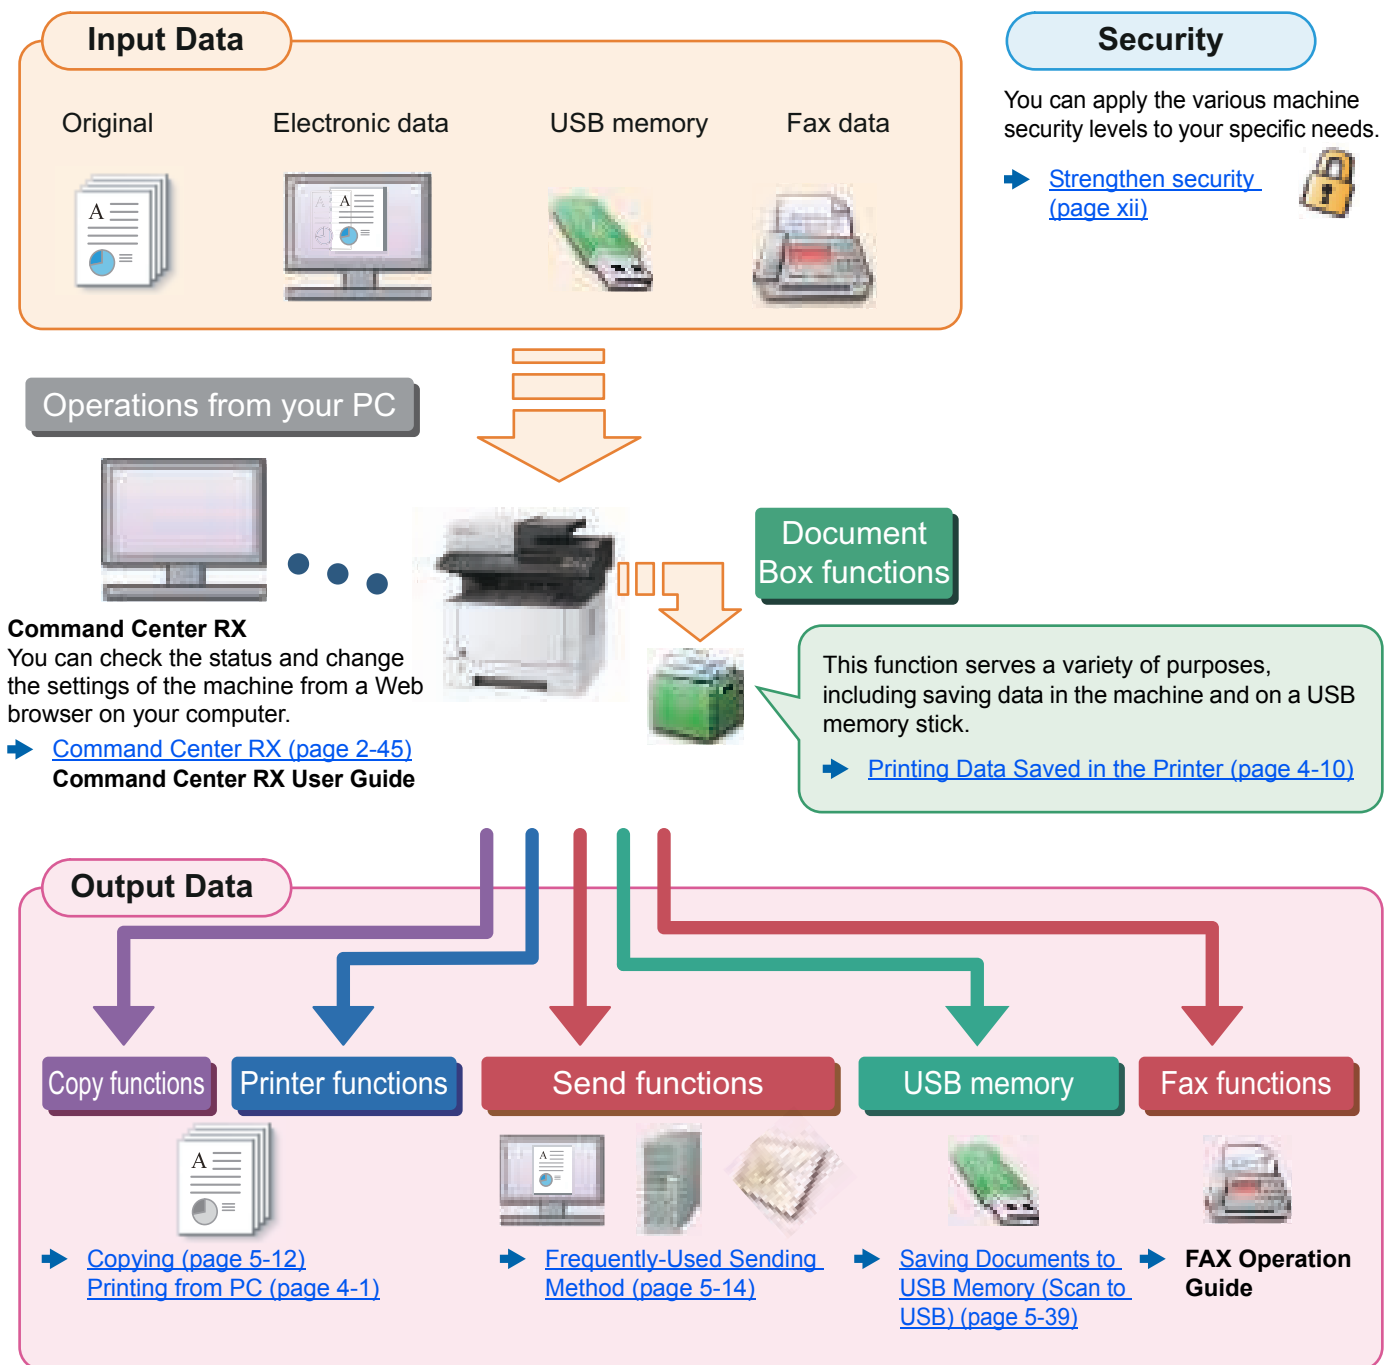 Input Data
Original
Electronic data
USB memory
Fax data
Security
You can apply the various machine
security levels to your specific needs.
Strengthen security
(page xii)
Operations from your PC
Command Center RX
You can check the status and change
the settings of the machine from a Web
browser on your computer.
Command Center RX (page 2-45)
Command Center RX User Guide
Document
Box functions
This function serves a variety of purposes,
including saving data in the machine and on a USB
memory stick.
Printing Data Saved in the Printer (page 4-10)
Output Data
Copy functions
Printer functions
Send functions
USB memory
Fax functions
Copying (page 5-12)
Printing from PC (page 4-1)
Frequently-Used Sending
Method (page 5-14)
Saving Documents to
USB Memory (Scan to
USB) (page 5-39)
FAX Operation
Guide